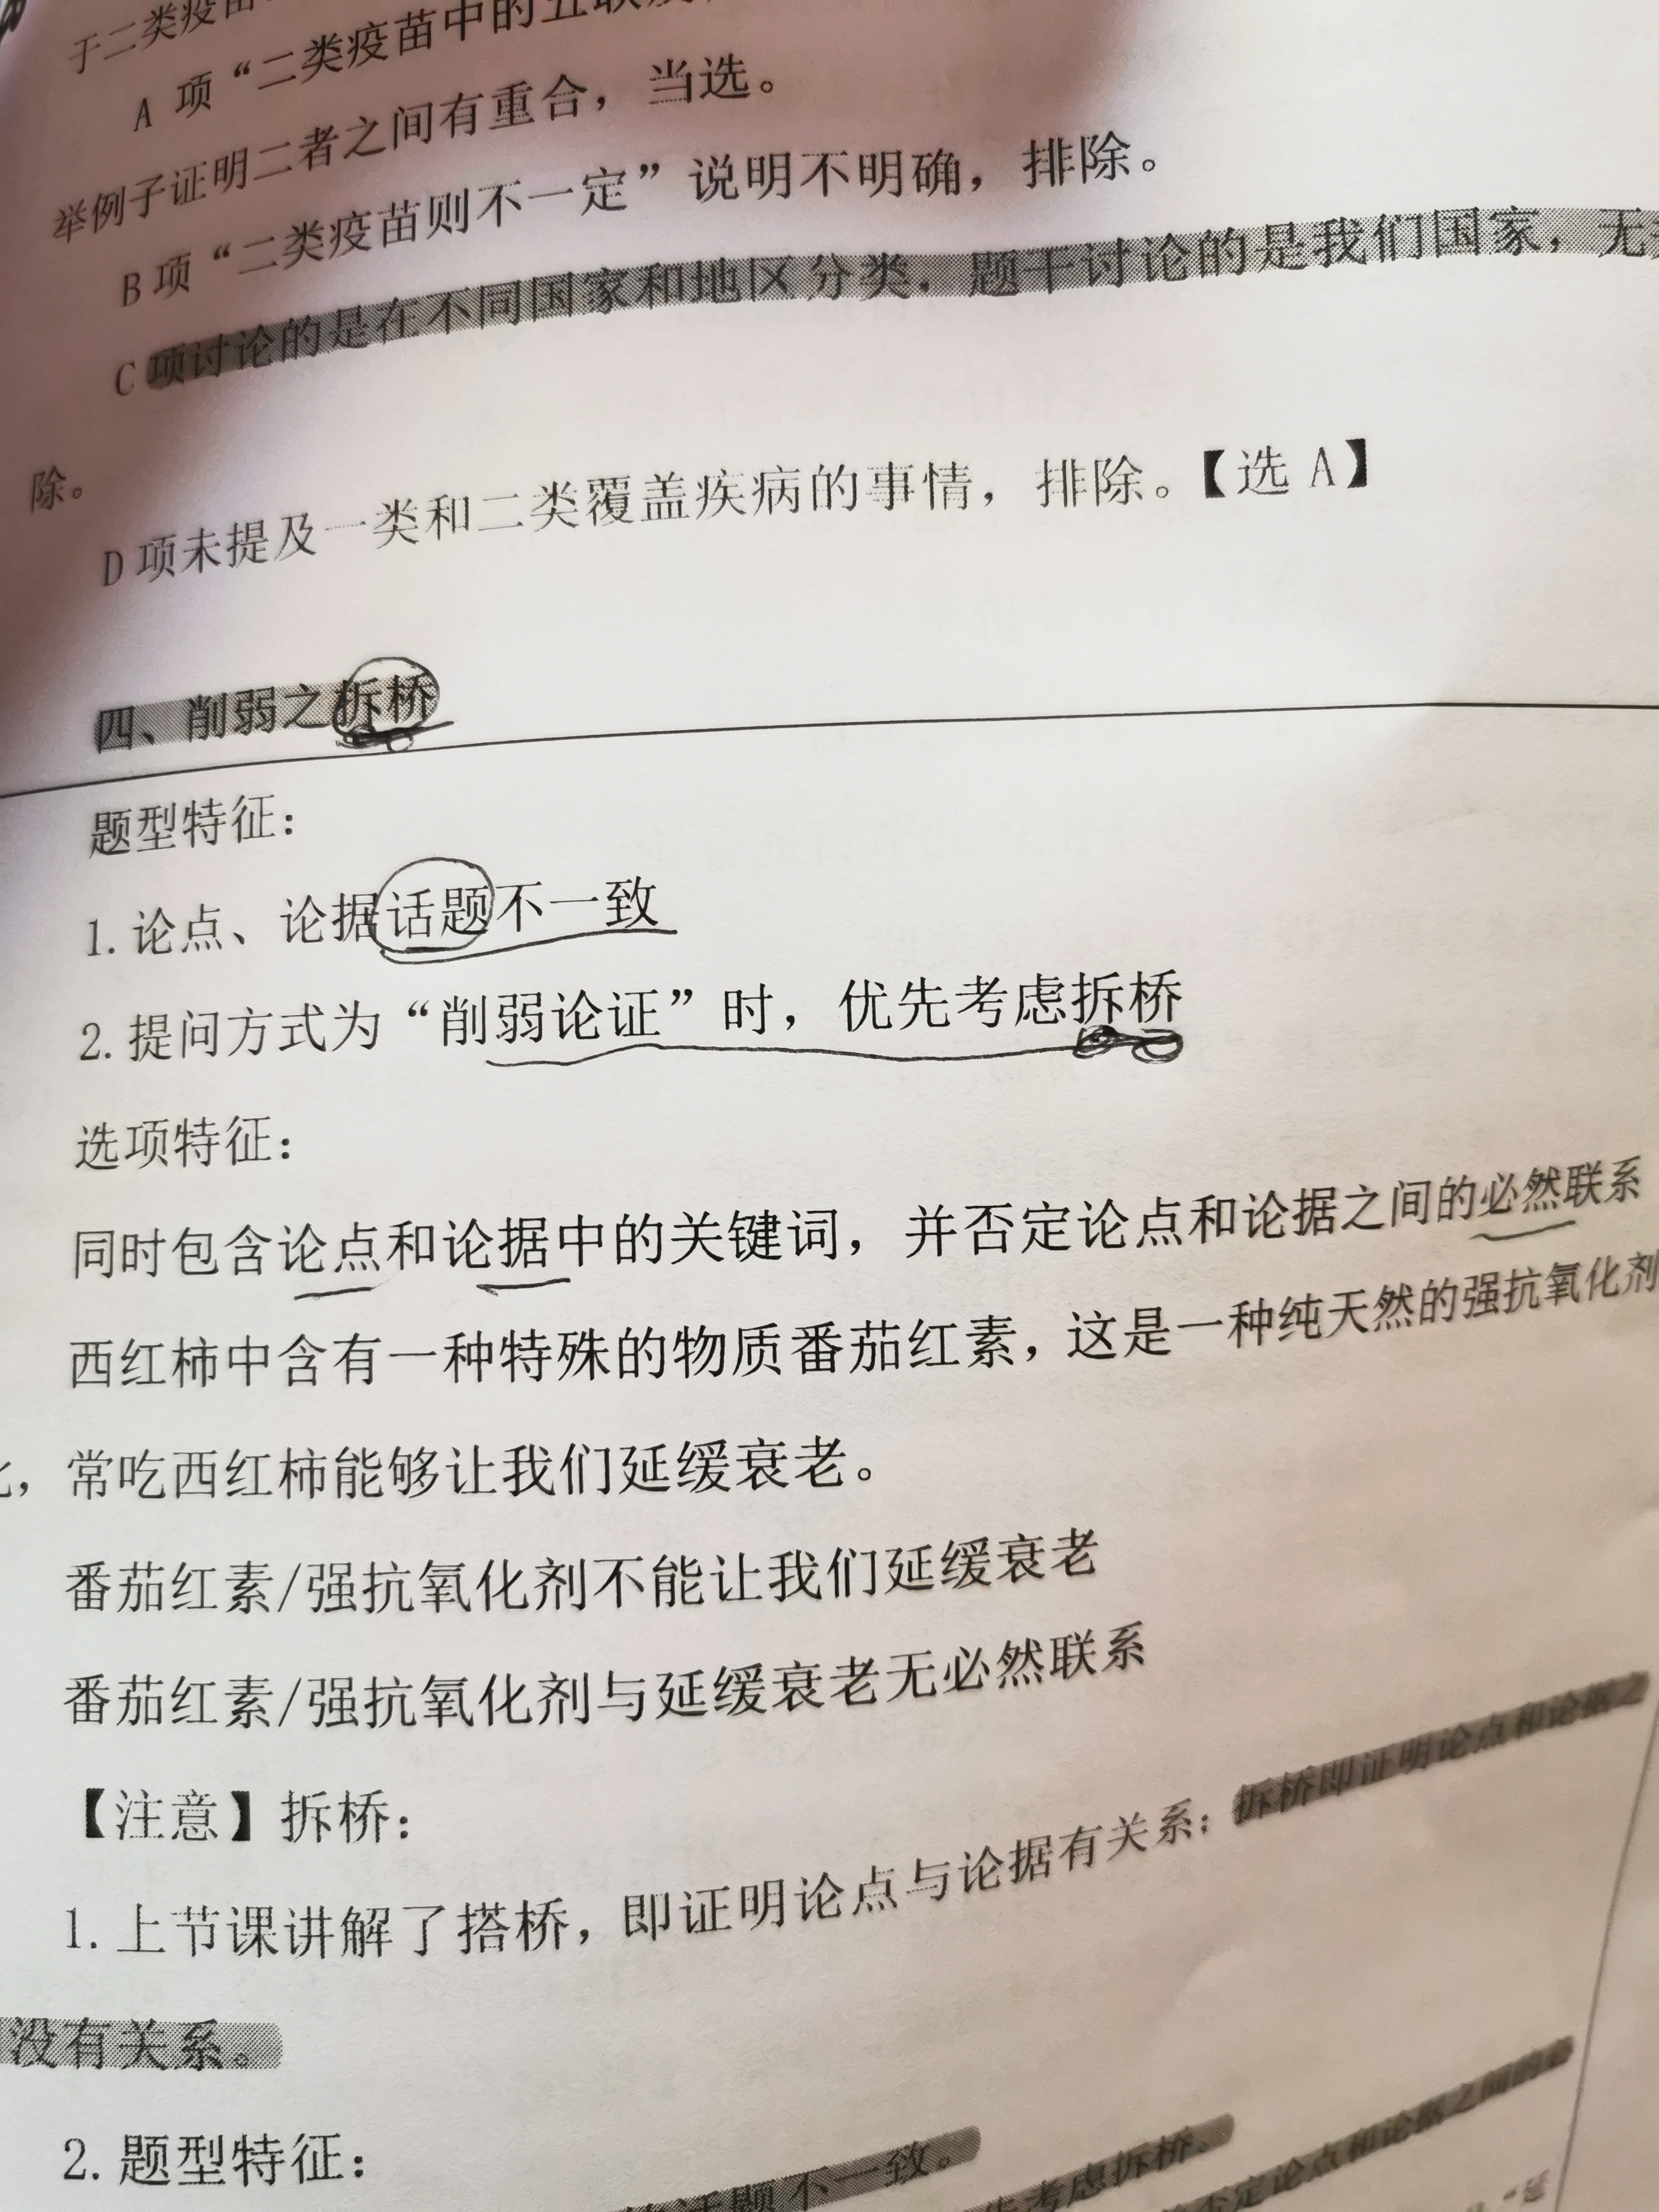 于二类疫苗
A 项“二类疫苗中的五联
举例子证明二者之间有重合，当选。
B 项“二类疫苗则不一定”说明不明确，排除。
C 项讨论的是在不同国家和地区分类，题干讨论的是我们国家，无
除。
D 项未提及一类和二类覆盖疾病的事情，排除。【选 A】
四、削弱之拆桥
题型特征：
1. 论点、论据话题不一致
2. 提问方式为“削弱论证”时，优先考虑拆桥
选项特征：
同时包含论点和论据中的关键词，并否定论点和论据之间的必然联系
西红柿中含有一种特殊的物质番茄红素，这是一种纯天然的强抗氧化剂
，常吃西红柿能够让我们延缓衰老。
番茄红素/强抗氧化剂不能让我们延缓衰老
番茄红素/强抗氧化剂与延缓衰老无必然联系
【注意】拆桥：
1. 上节课讲解了搭桥，即证明论点与论据有关系；拆桥即证明论点和论据之
没有关系。
2. 题型特征：
话题不一致。
考虑拆桥。
否定论点和论据之间的必